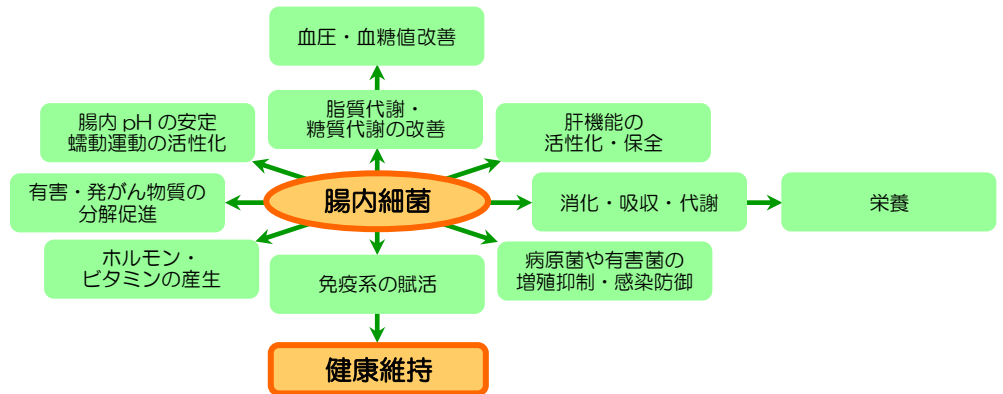 血圧・血糖値改善
脂質代謝・
糖質代謝の改善
腸内 pH の安定
蠕動運動の活性化
肝機能の
活性化・保全
有害・発がん物質の
分解促進
腸内細菌
消化・吸収・代謝
栄養
ホルモン・
ビタミンの産生
免疫系の賦活
病原菌や有害菌の
増殖抑制・感染防御
健康維持